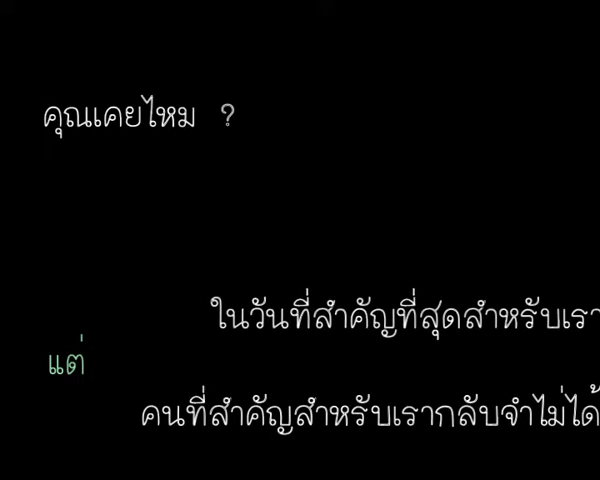 คุณเคยไหม ?
ในวันที่สำคัญที่สุดสำหรับเรา
แต่
คนที่สำคัญสำหรับเรากลับจำไม่ได้